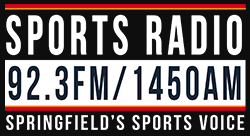 SPORTS RADIO
92.3FM/1450AM
SPRINGFIELD'S SPORTS VOICE